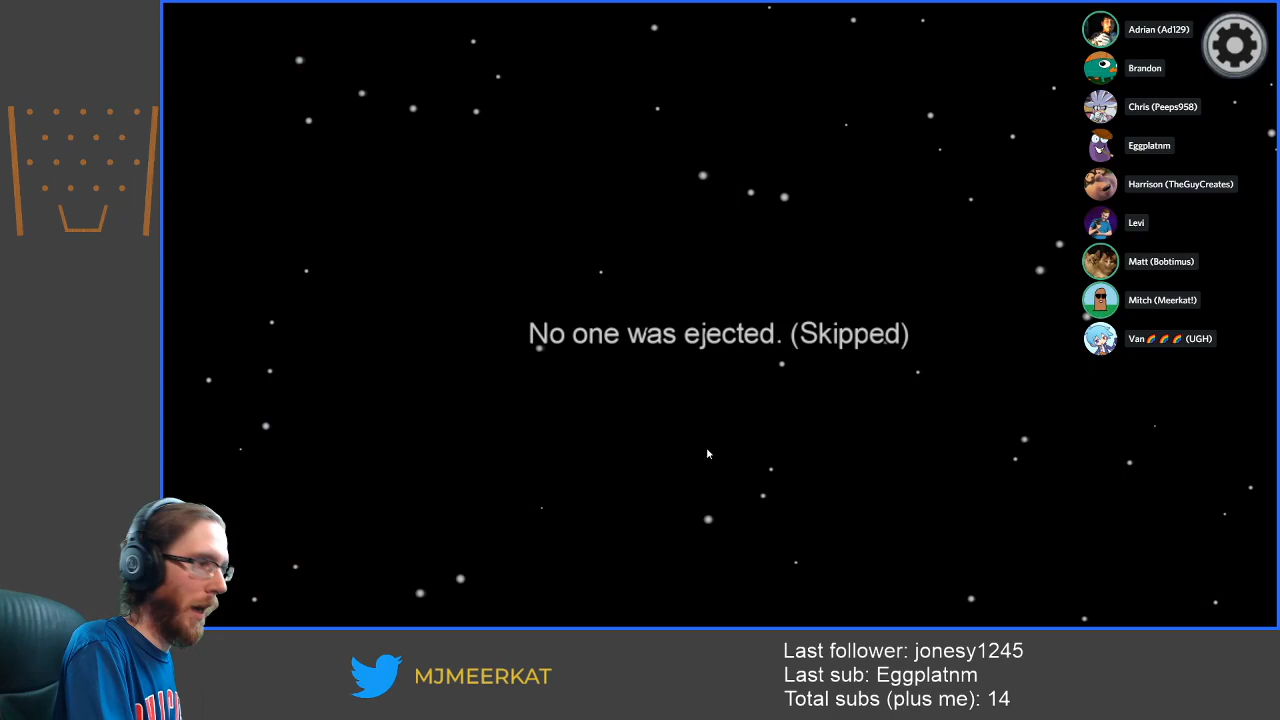 Adrian (Ad129)
Brandon
Chris (Peeps958)
Eggplatnm
Harrison (TheGuyCreates)
Levi
Matt (Bobtimus)
Mitch (Meerkat!)
Van🌈🌈🌈(UGH)
No one was ejected. (Skipped)
MJMEERKAT
Last follower: jonesy1245
Last sub: Eggplatnm
Total subs (plus me): 14